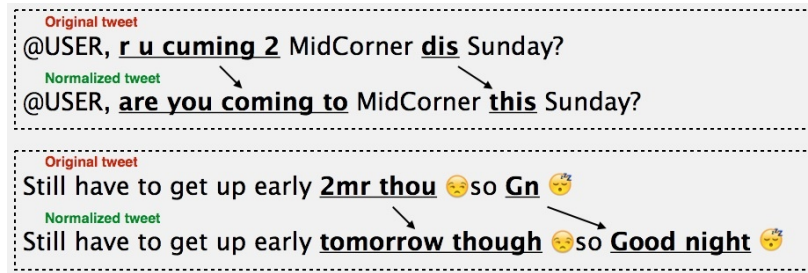 Original tweet
@USER, r u cuming 2 MidCorner dis Sunday?
Normalized tweet
@USER, are you coming to MidCorner this Sunday?
Original tweet
Still have to get up early 2mr thou 😒so Gn 😴
Normalized tweet
Still have to get up early tomorrow though 😒so Good night 😴